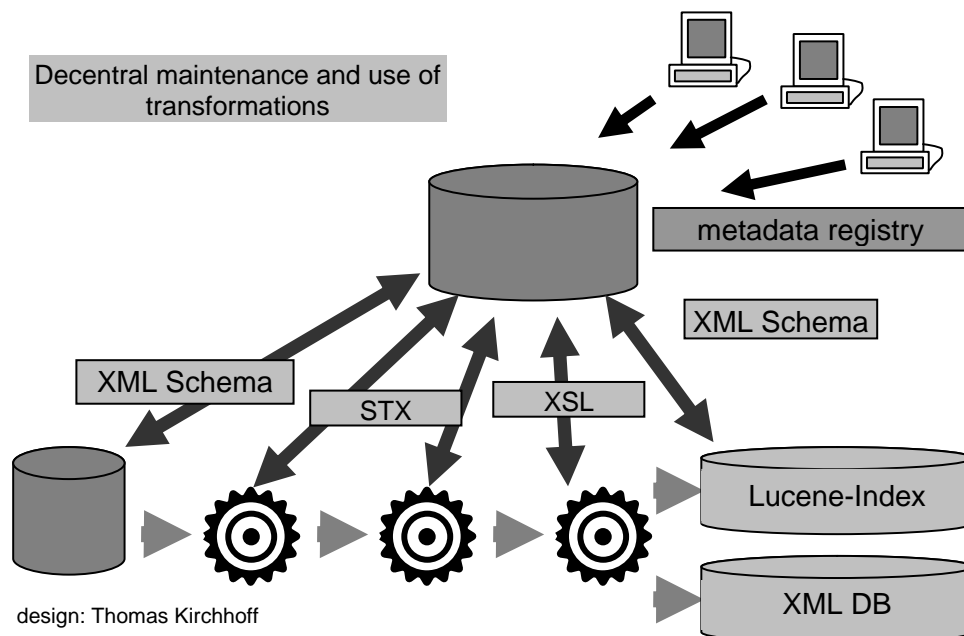 Decentral maintenance and use of
transformations
metadata registry
XML Schema
XML Schema
STX
XSL
Lucene-Index
XML DB
design: Thomas Kirchhoff